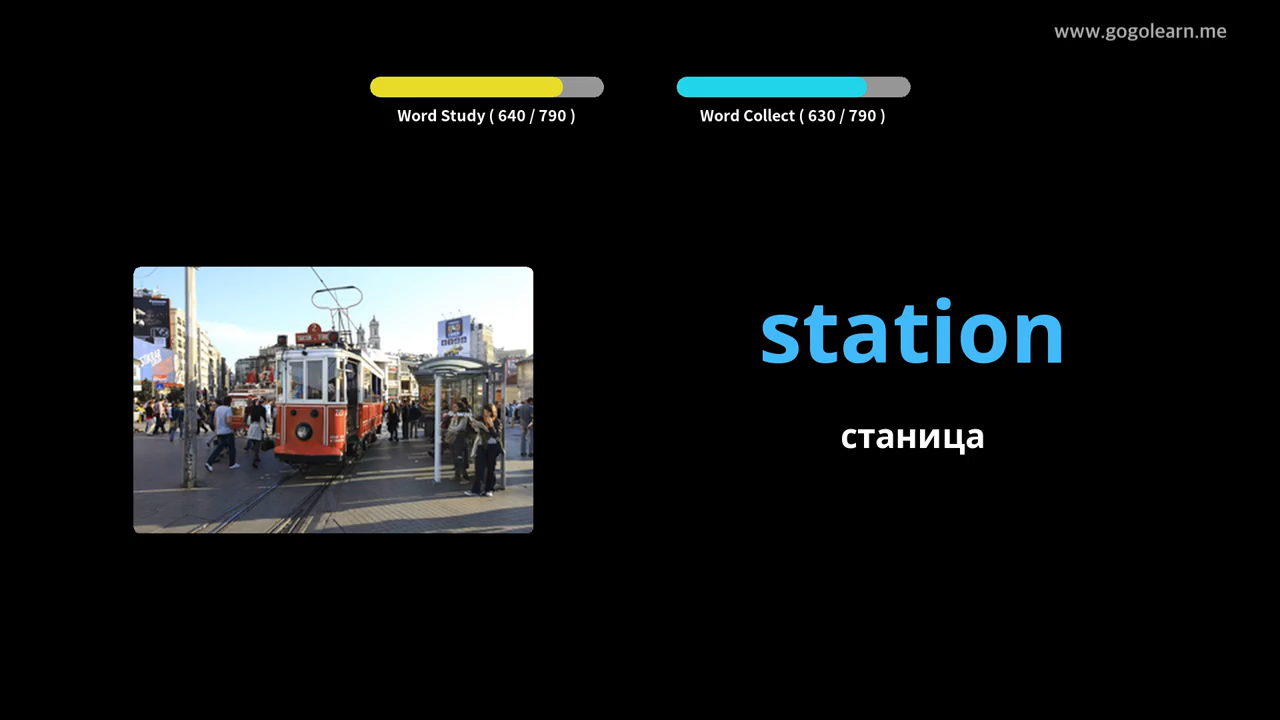 www.gogolearn.me
Word Study ( 640 / 790 )
Word Collect ( 630 / 790 )
station
станица